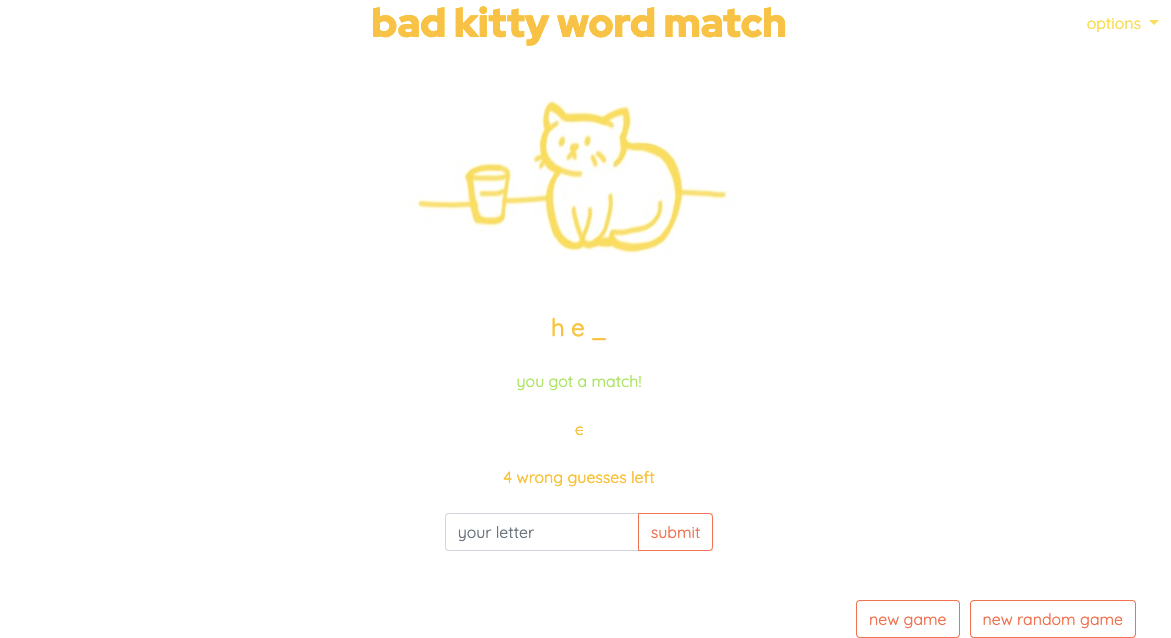 bad kitty word match
options
h e _
you got a match!
c
4 wrong guesses left
your letter
submit
new game
new random game